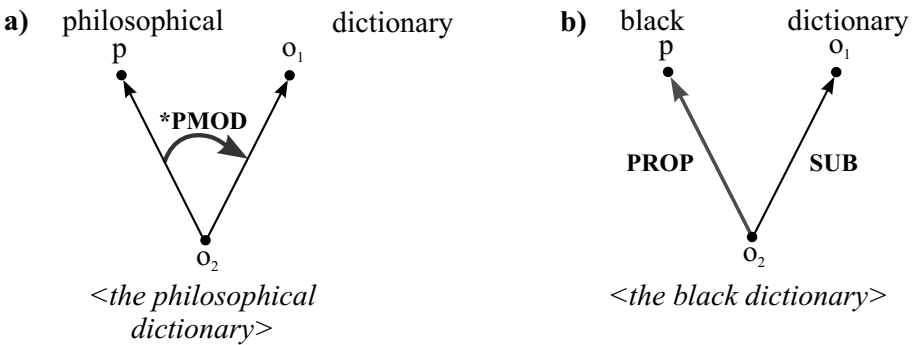 a) philosophical dictionary
p o₁
*PMOD
o₂
<the philosophical
dictionary>
b) black dictionary
p o₁
PROP SUB
o₂
<the black dictionary>